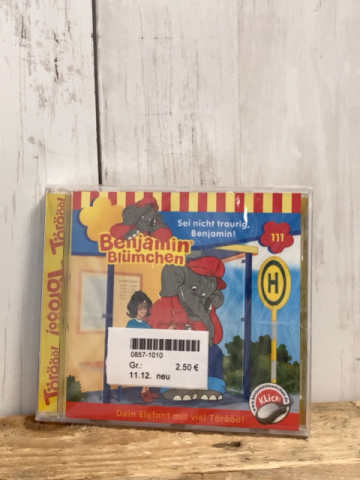 Sei nicht traurig,
Benjamin!
111
Benjamin
Blümchen
H
0857-1010
Gr.: 2.50 €
11.12. neu
Klick!
Dein Elefant mit viel Törööö!
Törööö!
Törööö!
Törööö!